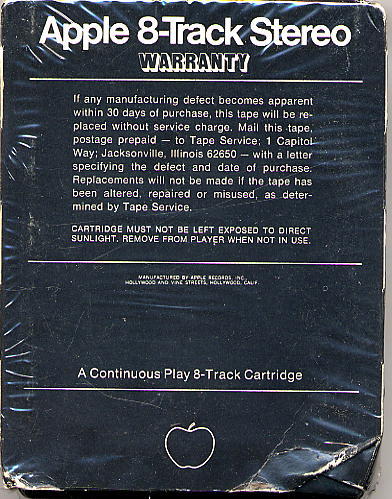 Apple 8-Track Stereo
WARRANTY
If any manufacturing defect becomes apparent
within 30 days of purchase, this tape will be re-
placed without service charge. Mail this tape,
postage prepaid — to Tape Service; 1 Capitol
Way; Jacksonville, Illinois 62650 — with a letter
specifying the defect and date of purchase.
Replacements will not be made if the tape has
been altered, repaired or misused, as deter-
mined by Tape Service.
CARTRIDGE MUST NOT BE LEFT EXPOSED TO DIRECT
SUNLIGHT. REMOVE FROM PLAYER WHEN NOT IN USE.
MANUFACTURED BY APPLE RECORDS, INC.,
HOLLYWOOD AND VINE STREETS, HOLLYWOOD, CALIF.
A Continuous Play 8-Track Cartridge